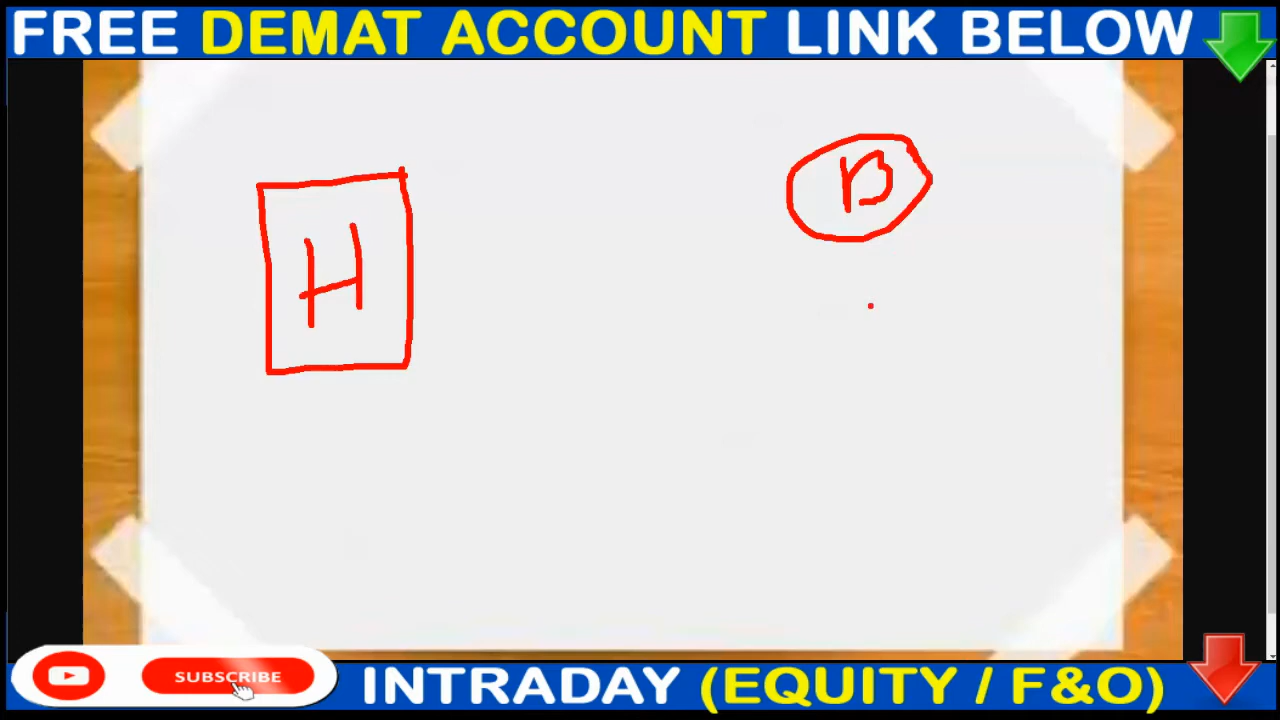 FREE DEMAT ACCOUNT LINK BELOW
H
B
SUBSCRIBE
INTRADAY (EQUITY / F&O)